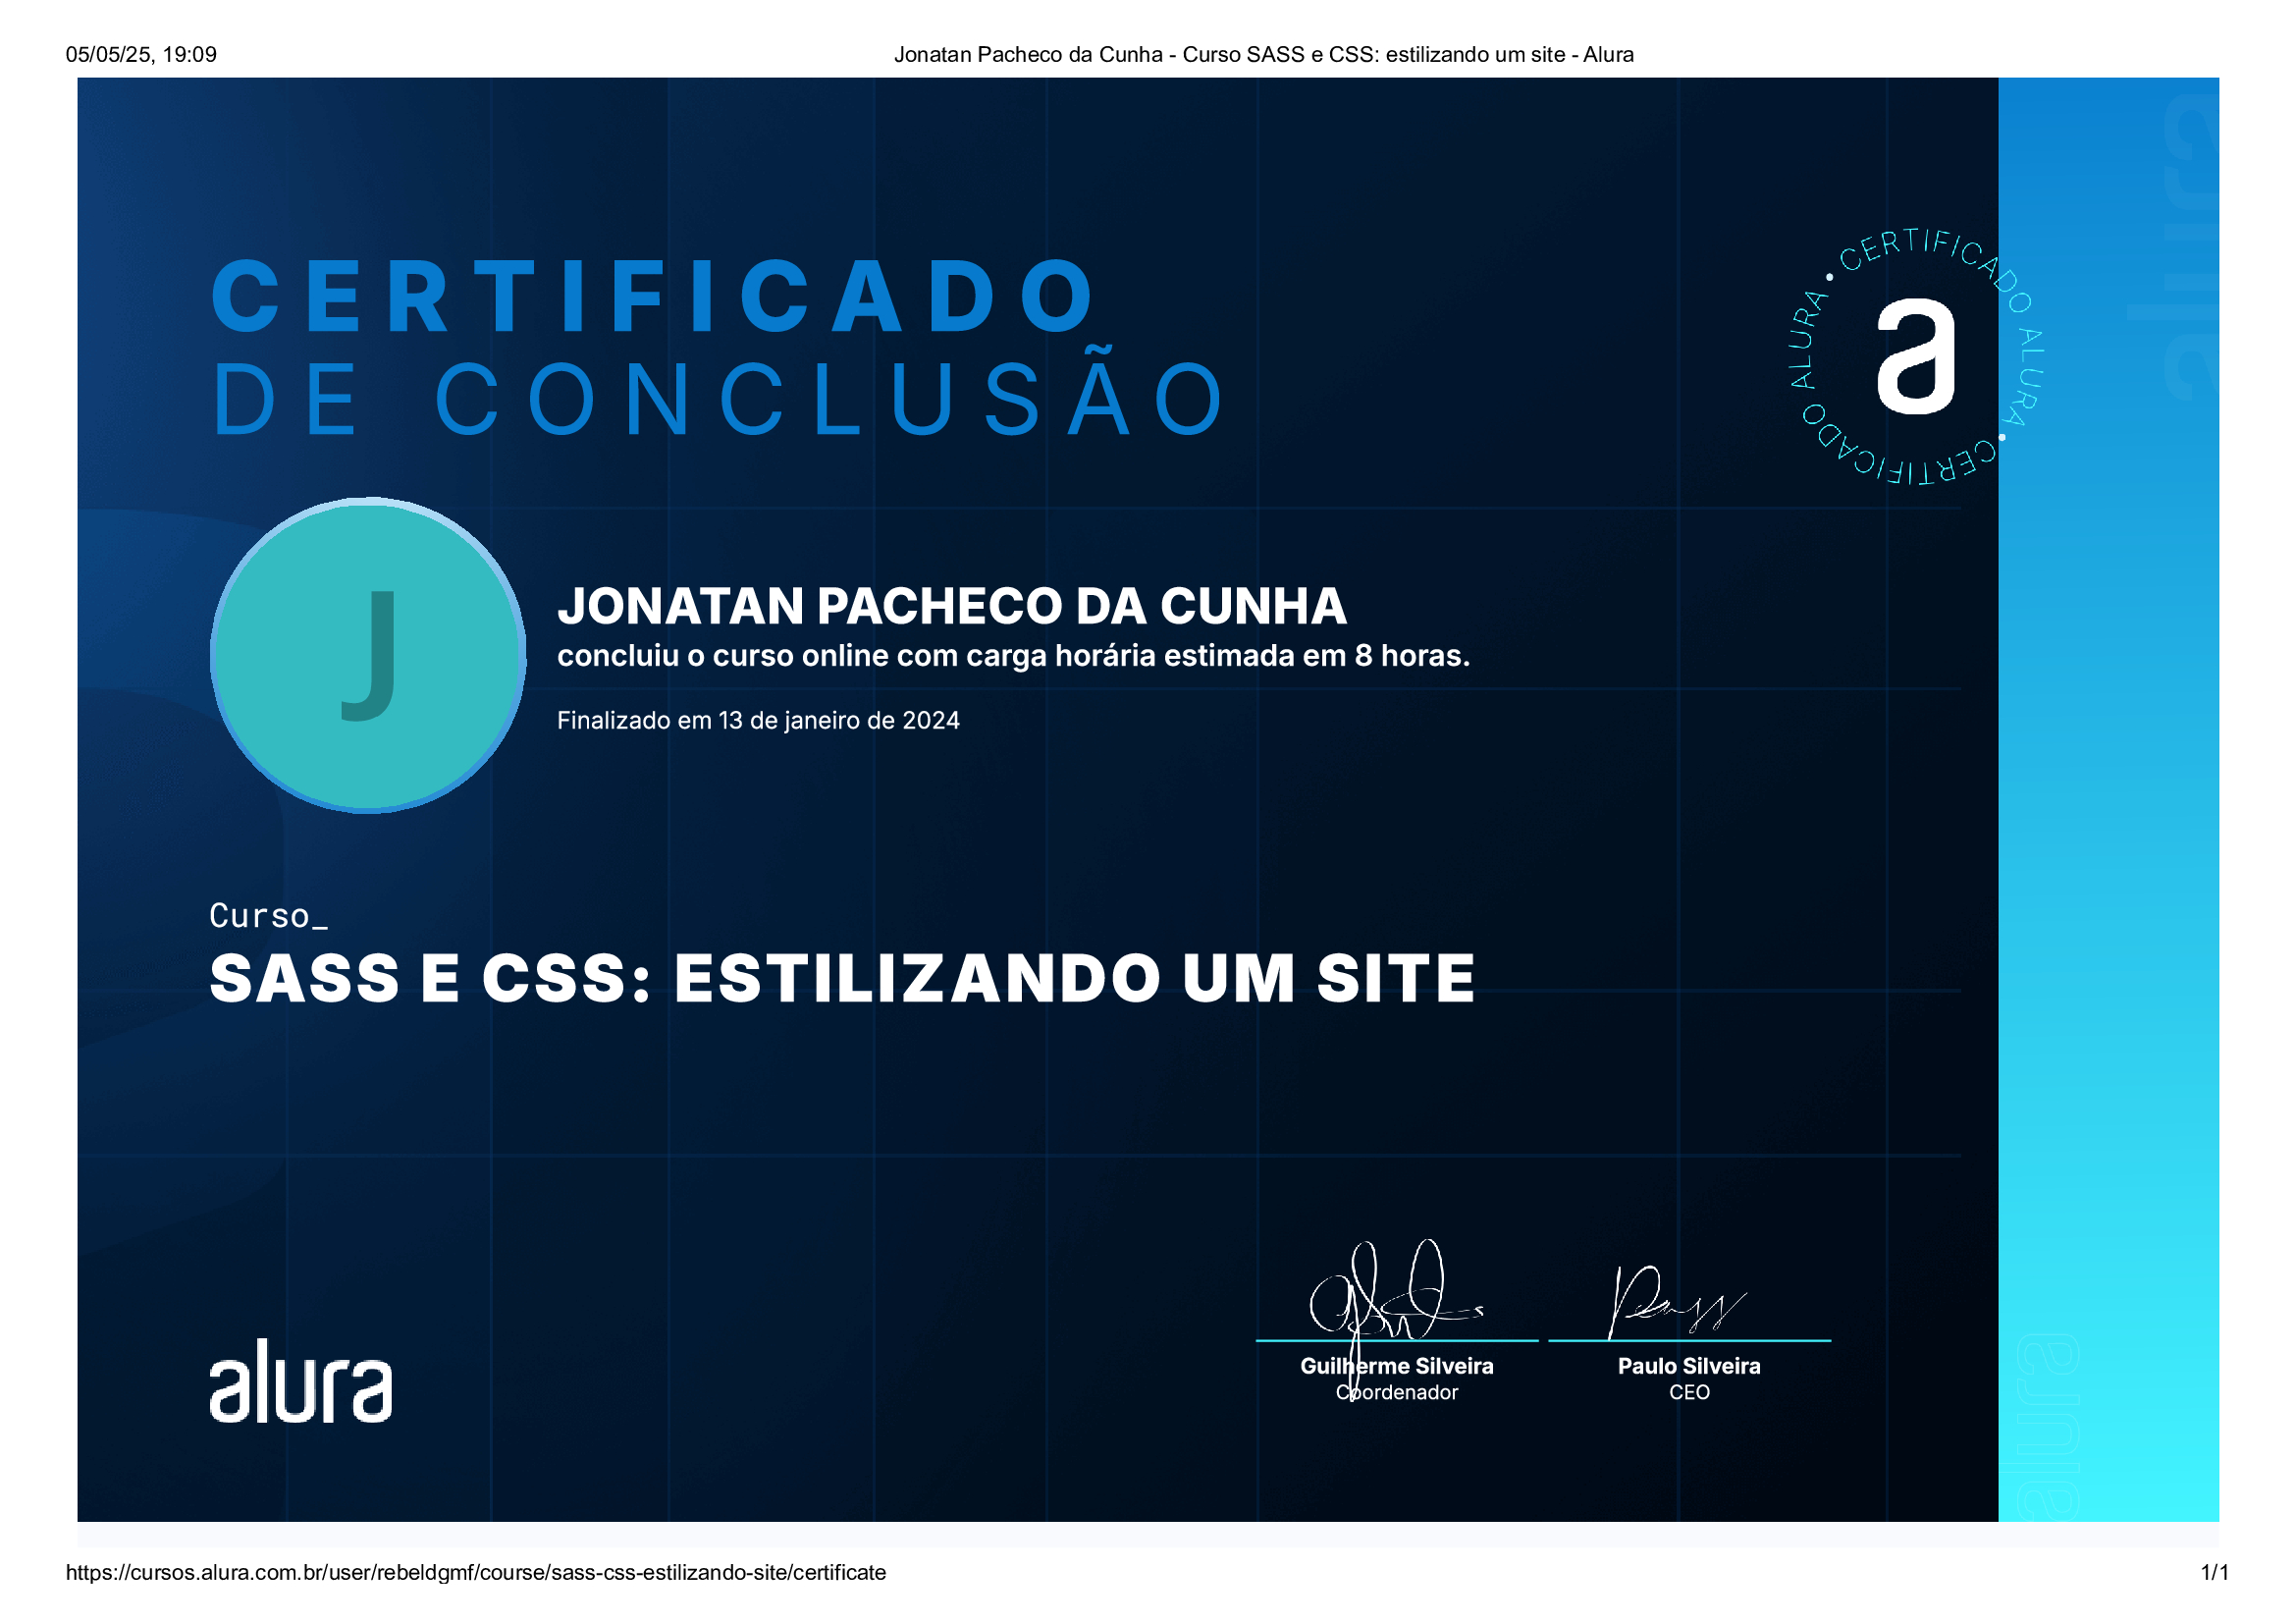 05/05/25, 19:09
Jonatan Pacheco da Cunha - Curso SASS e CSS: estilizando um site - Alura
CERTIFICADO
DE CONCLUSÃO
CERTIFICADO ALURA • CERTIFICADO ALURA •
a
alura
J
JONATAN PACHECO DA CUNHA
concluiu o curso online com carga horária estimada em 8 horas.
Finalizado em 13 de janeiro de 2024
Curso_
SASS E CSS: ESTILIZANDO UM SITE
alura
Guilherme Silveira
Coordenador
Paulo Silveira
CEO
alura
https://cursos.alura.com.br/user/rebeldgmf/course/sass-css-estilizando-site/certificate
1/1